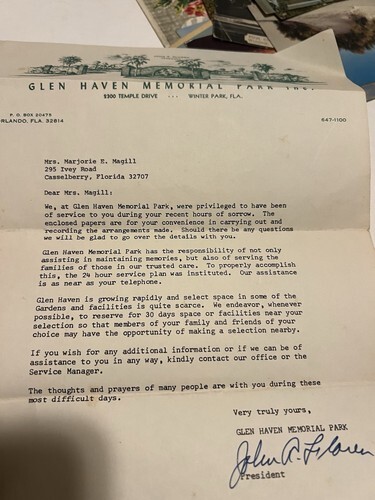 GLEN HAVEN MEMORIAL PARK INC.
2300 TEMPLE DRIVE ··· WINTER PARK, FLA.
P. O. BOX 20475
ORLANDO, FLA. 32814
647-1100
Mrs. Marjorie E. Magill
295 Ivey Road
Casselberry, Florida 32707
Dear Mrs. Magill:
We, at Glen Haven Memorial Park, were privileged to have been
of service to you during your recent hours of sorrow. The
enclosed papers are for your convenience in carrying out and
recording the arrangements made. Should there be any questions
we will be glad to go over the details with you.
Glen Haven Memorial Park has the responsibility of not only
assisting in maintaining memories, but also of serving the
families of those in our trusted care. To properly accomplish
this, the 24 hour service plan was instituted. Our assistance
is as near as your telephone.
Glen Haven is growing rapidly and select space in some of the
Gardens and facilities is quite scarce. We endeavor, whenever
possible, to reserve for 30 days space or facilities near your
selection so that members of your family and friends of your
choice may have the opportunity of making a selection nearby.
If you wish for any additional information or if we can be of
assistance to you in any way, kindly contact our office or the
Service Manager.
The thoughts and prayers of many people are with you during these
most difficult days.
Very truly yours,
GLEN HAVEN MEMORIAL PARK
John A.
President